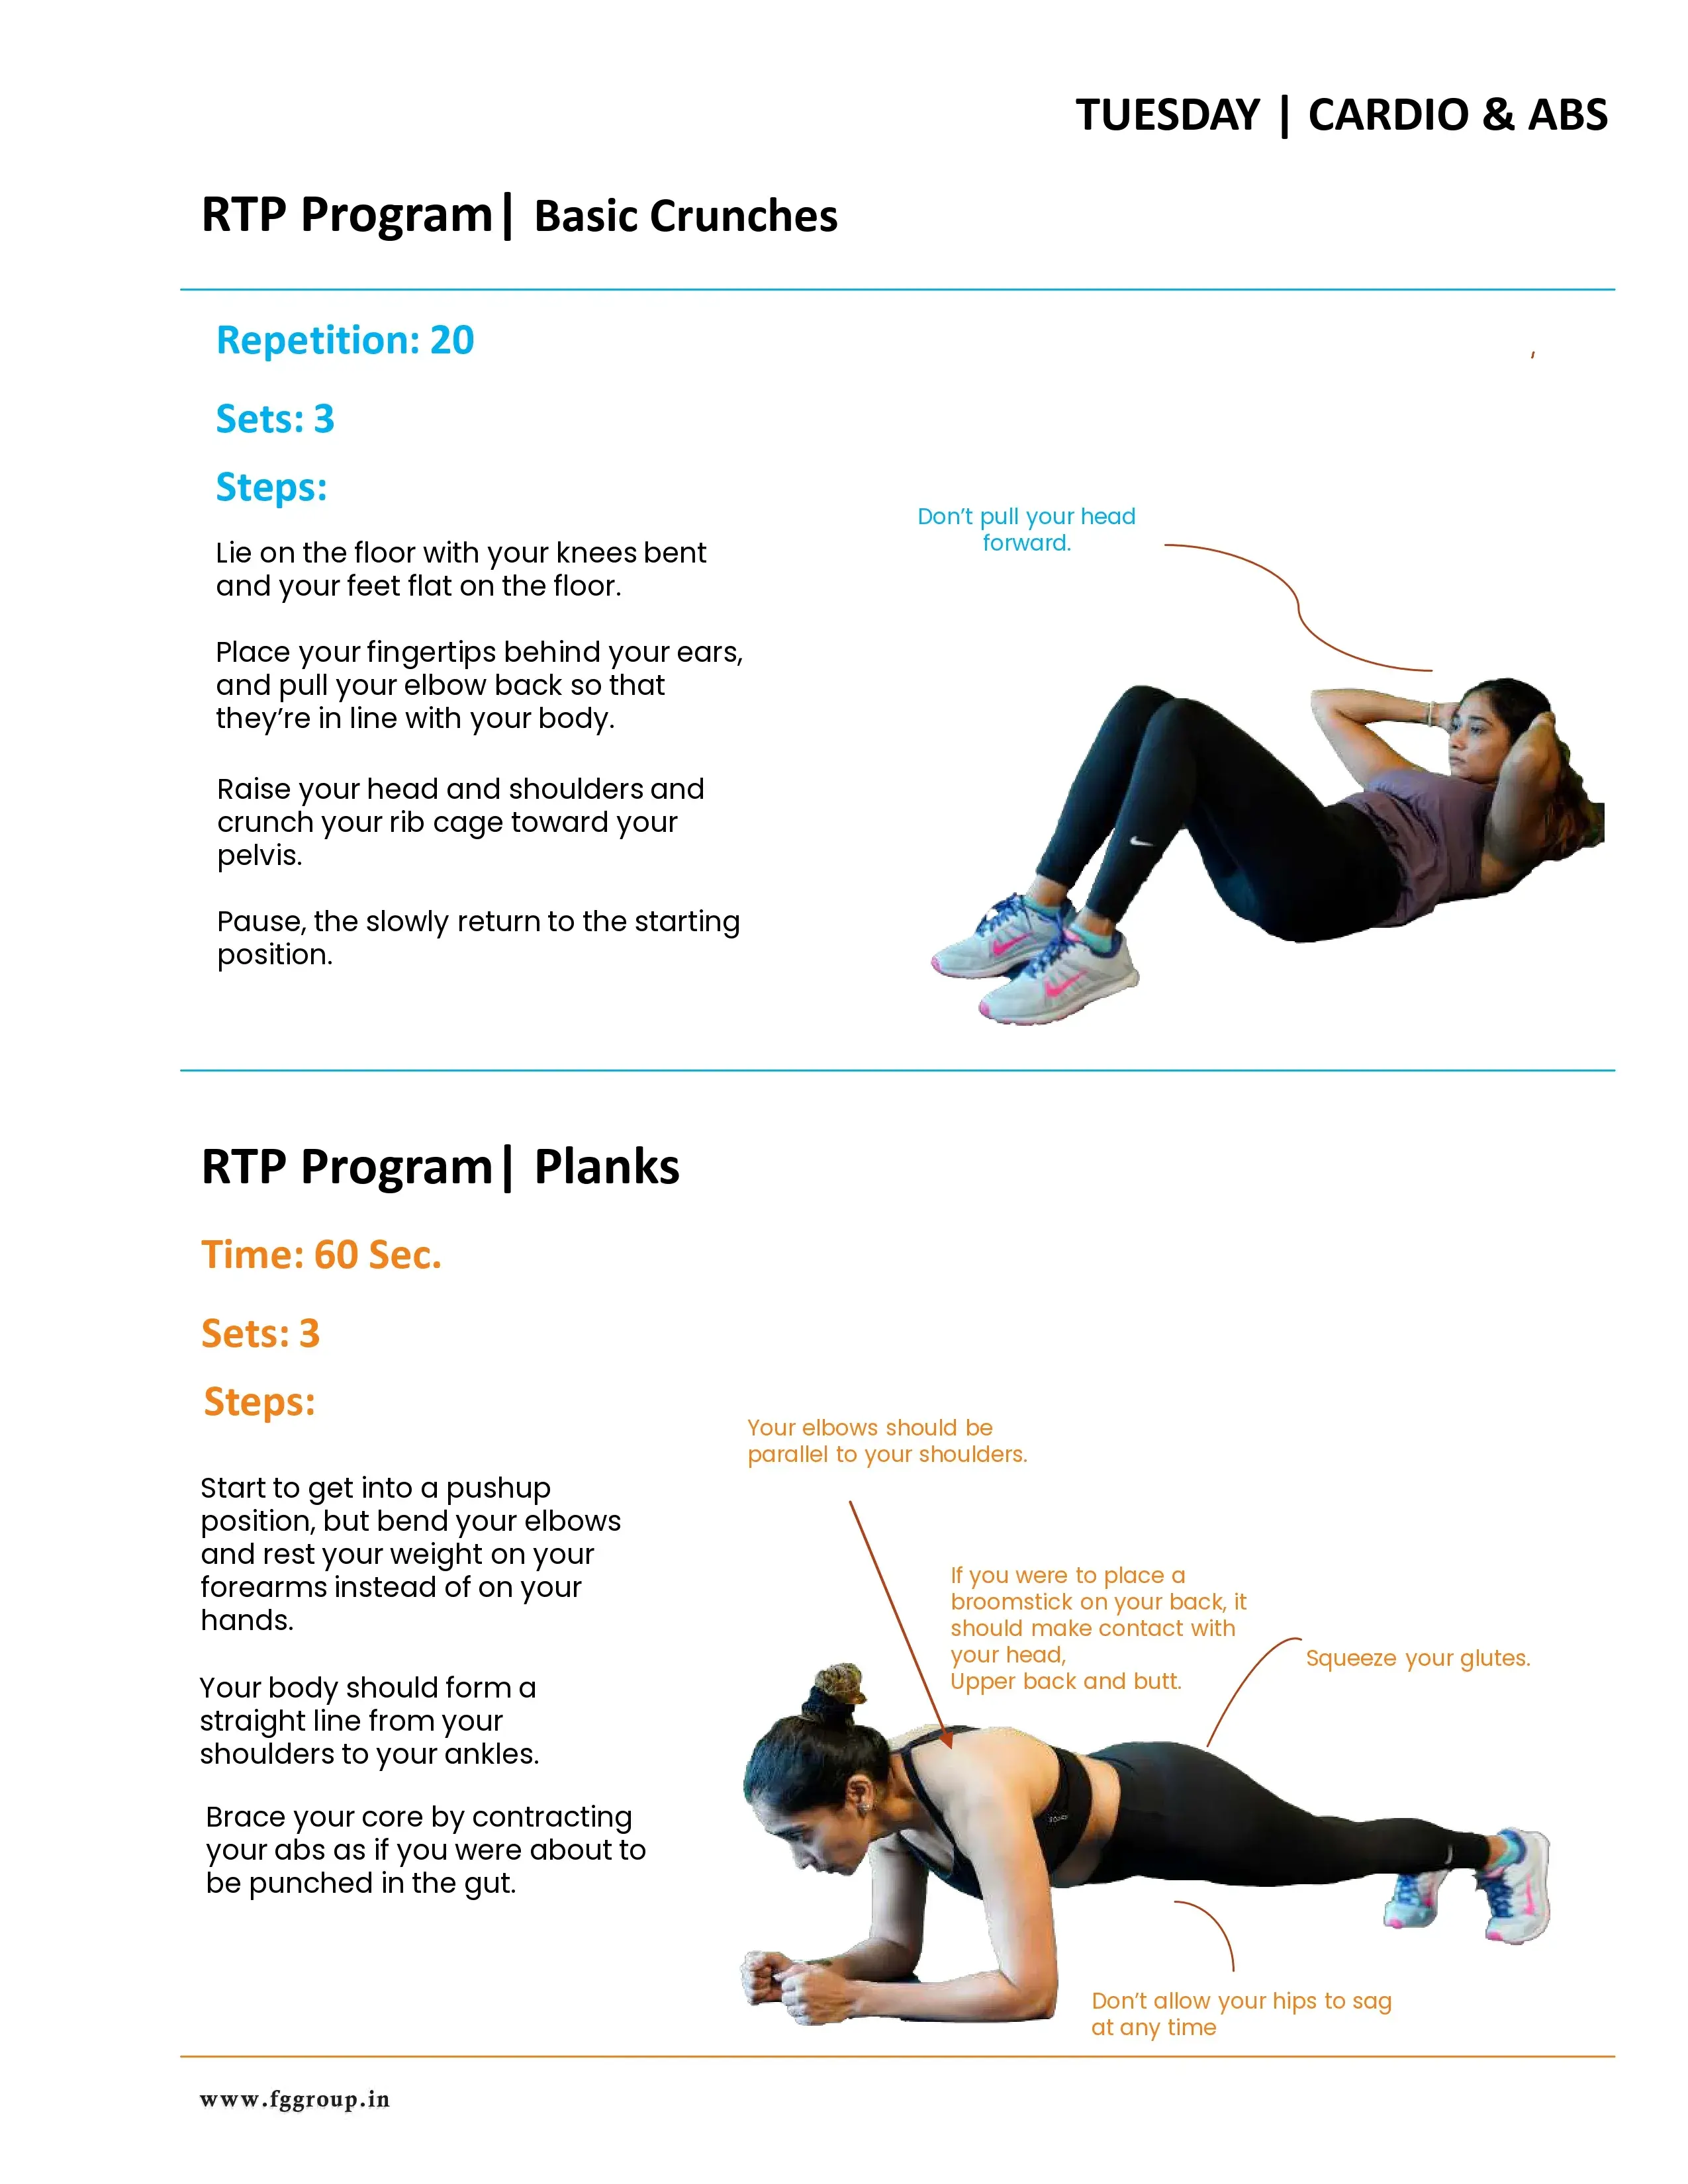 TUESDAY | CARDIO & ABS
RTP Program| Basic Crunches
Repetition: 20
,
Sets: 3
Steps:
Lie on the floor with your knees bent
and your feet flat on the floor.
Place your fingertips behind your ears,
and pull your elbow back so that
they’re in line with your body.
Raise your head and shoulders and
crunch your rib cage toward your
pelvis.
Pause, the slowly return to the starting
position.
Don’t pull your head
forward.
RTP Program| Planks
Time: 60 Sec.
Sets: 3
Steps:
Start to get into a pushup
position, but bend your elbows
and rest your weight on your
forearms instead of on your
hands.
Your body should form a
straight line from your
shoulders to your ankles.
Brace your core by contracting
your abs as if you were about to
be punched in the gut.
Your elbows should be
parallel to your shoulders.
If you were to place a
broomstick on your back, it
should make contact with
your head,
Upper back and butt.
Squeeze your glutes.
Don’t allow your hips to sag
at any time
www.fggroup.in